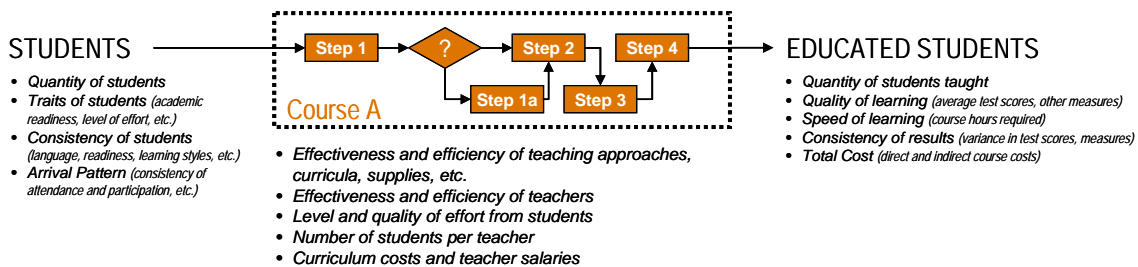 STUDENTS
• Quantity of students
• Traits of students (academic
readiness, level of effort, etc.)
• Consistency of students
(language, readiness, learning styles, etc.)
• Arrival Pattern (consistency of
attendance and participation, etc.)
Step 1
?
Step 2
Step 4
Step 1a
Step 3
Course A
• Effectiveness and efficiency of teaching approaches,
curricula, supplies, etc.
• Effectiveness and efficiency of teachers
• Level and quality of effort from students
• Number of students per teacher
• Curriculum costs and teacher salaries
EDUCATED STUDENTS
• Quantity of students taught
• Quality of learning (average test scores, other measures)
• Speed of learning (course hours required)
• Consistency of results (variance in test scores, measures)
• Total Cost (direct and indirect course costs)